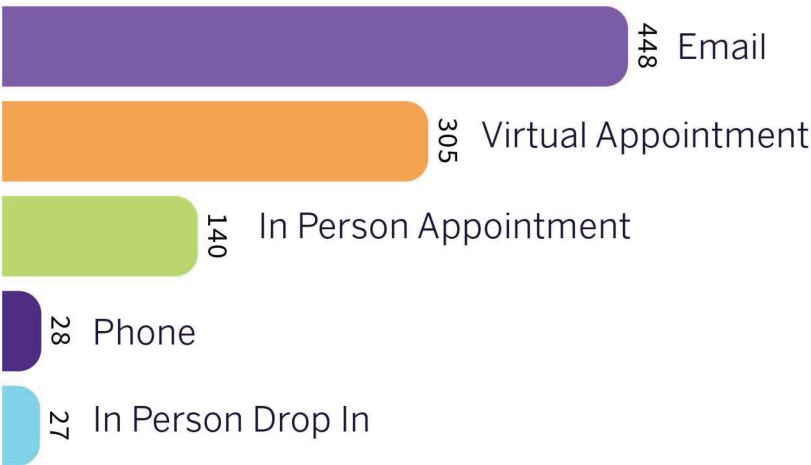 448 Email
305 Virtual Appointment
140 In Person Appointment
28 Phone
27 In Person Drop In